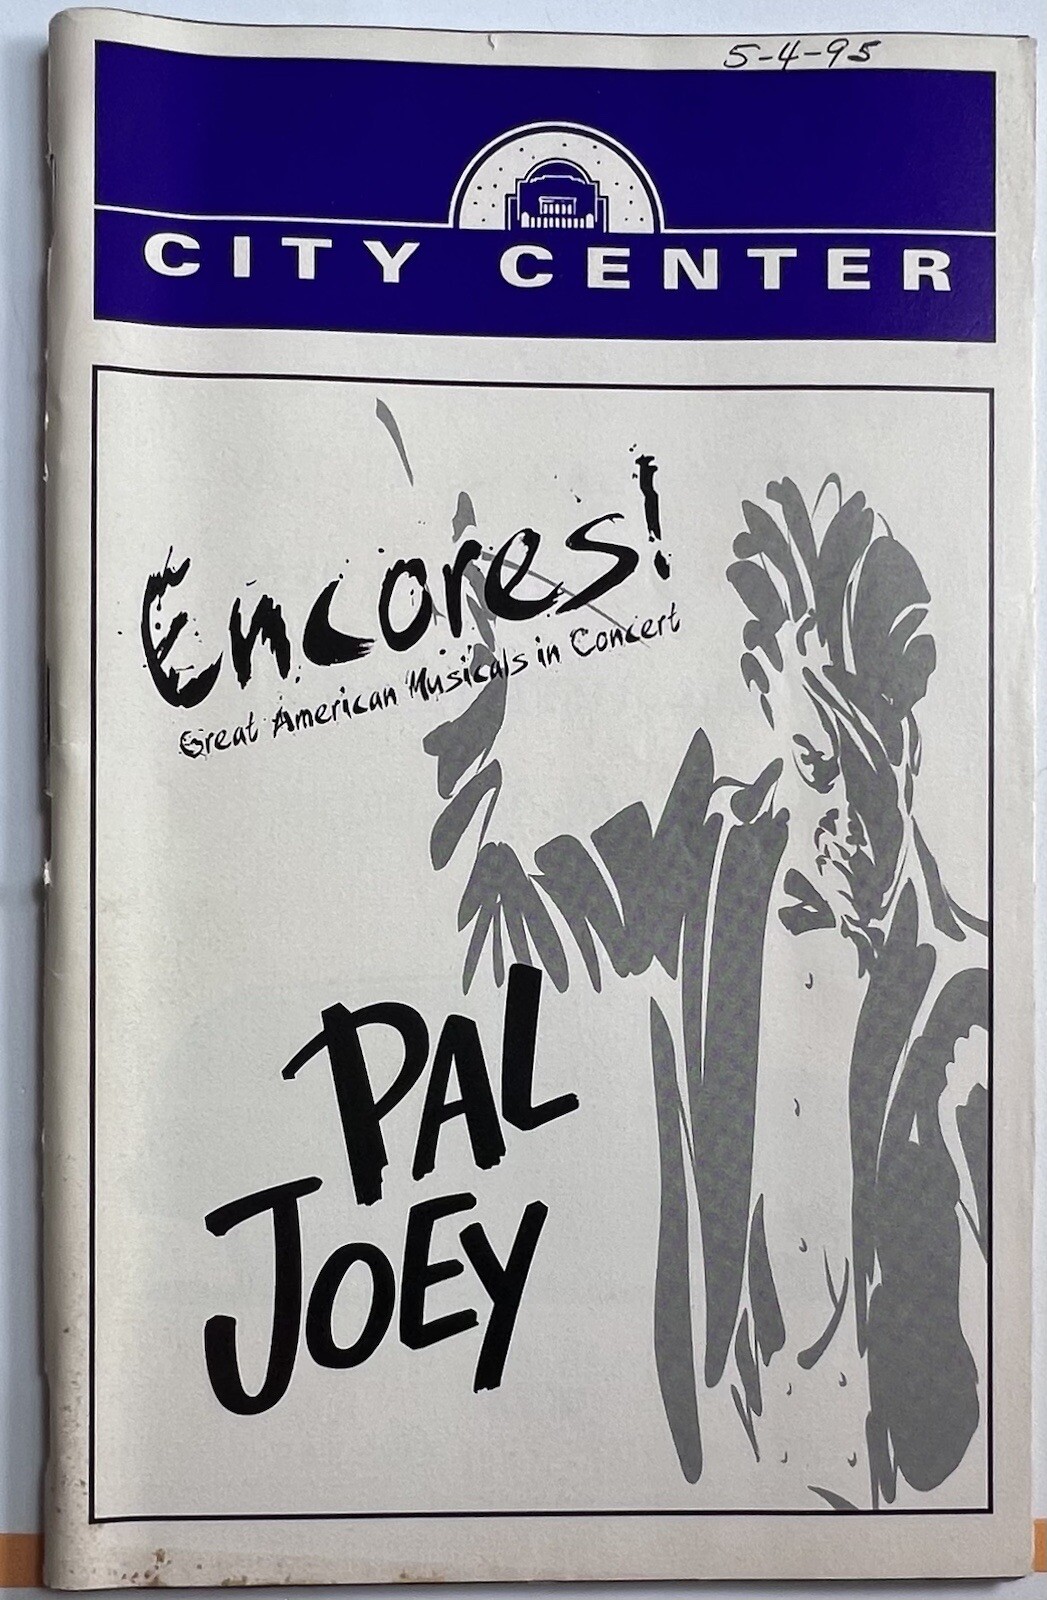 5-4-95
CITY CENTER
Encores!
Great American Musicals in Concert
PAL
JOEY